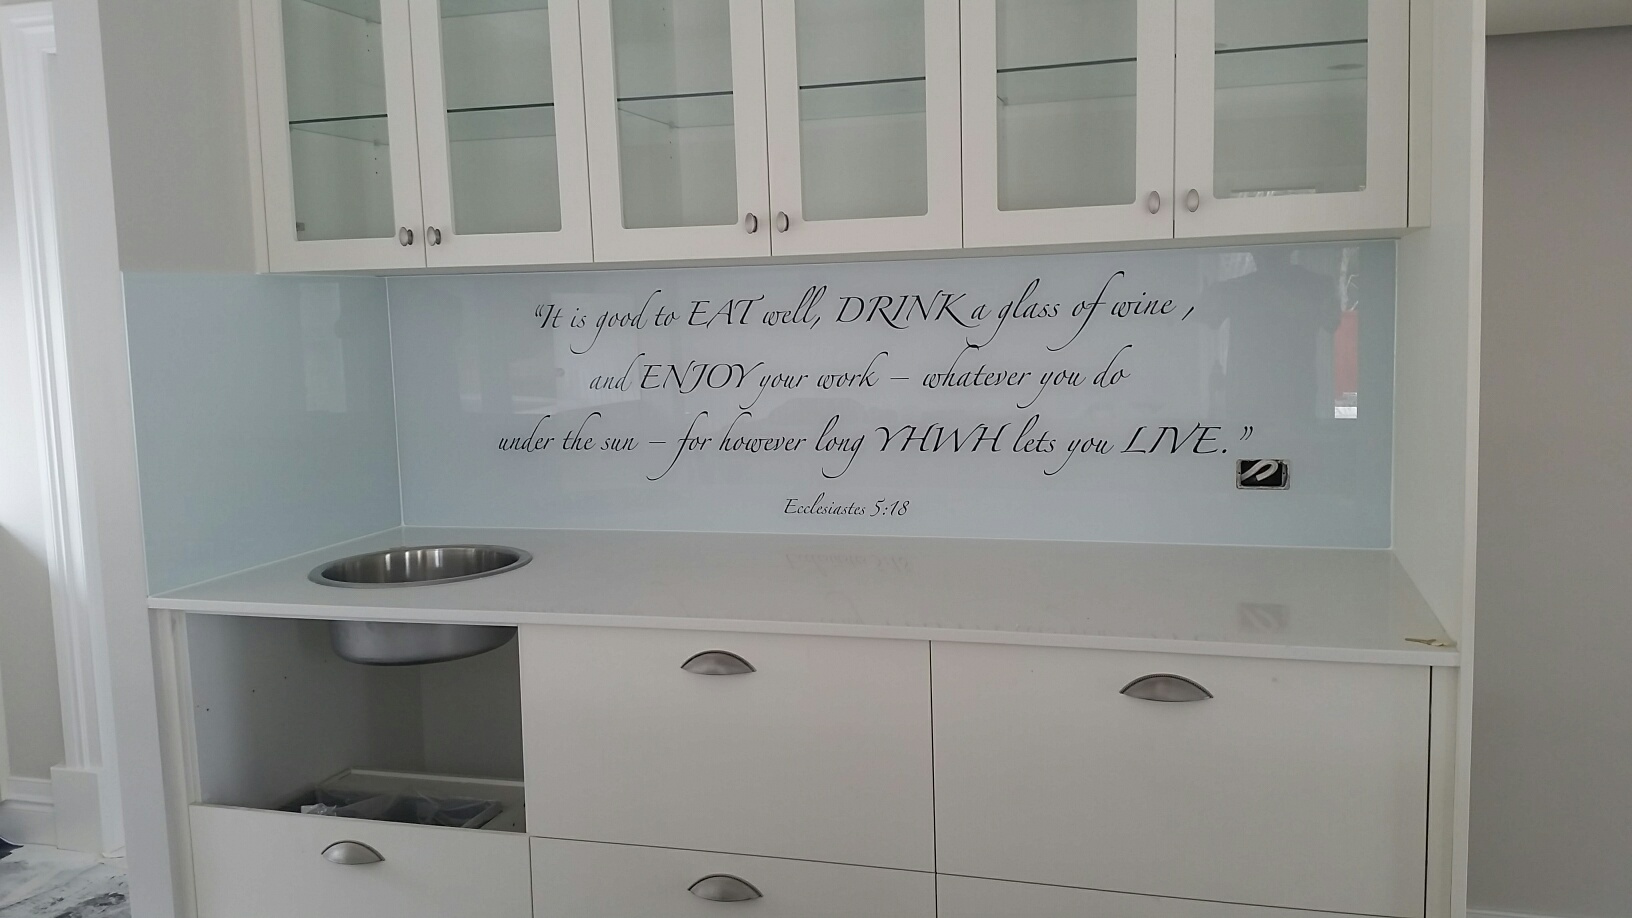 “It is good to EAT well, DRINK a glass of wine ,
and ENJOY your work – whatever you do
under the sun – for however long YHWH lets you LIVE.”
Ecclesiastes 5:18